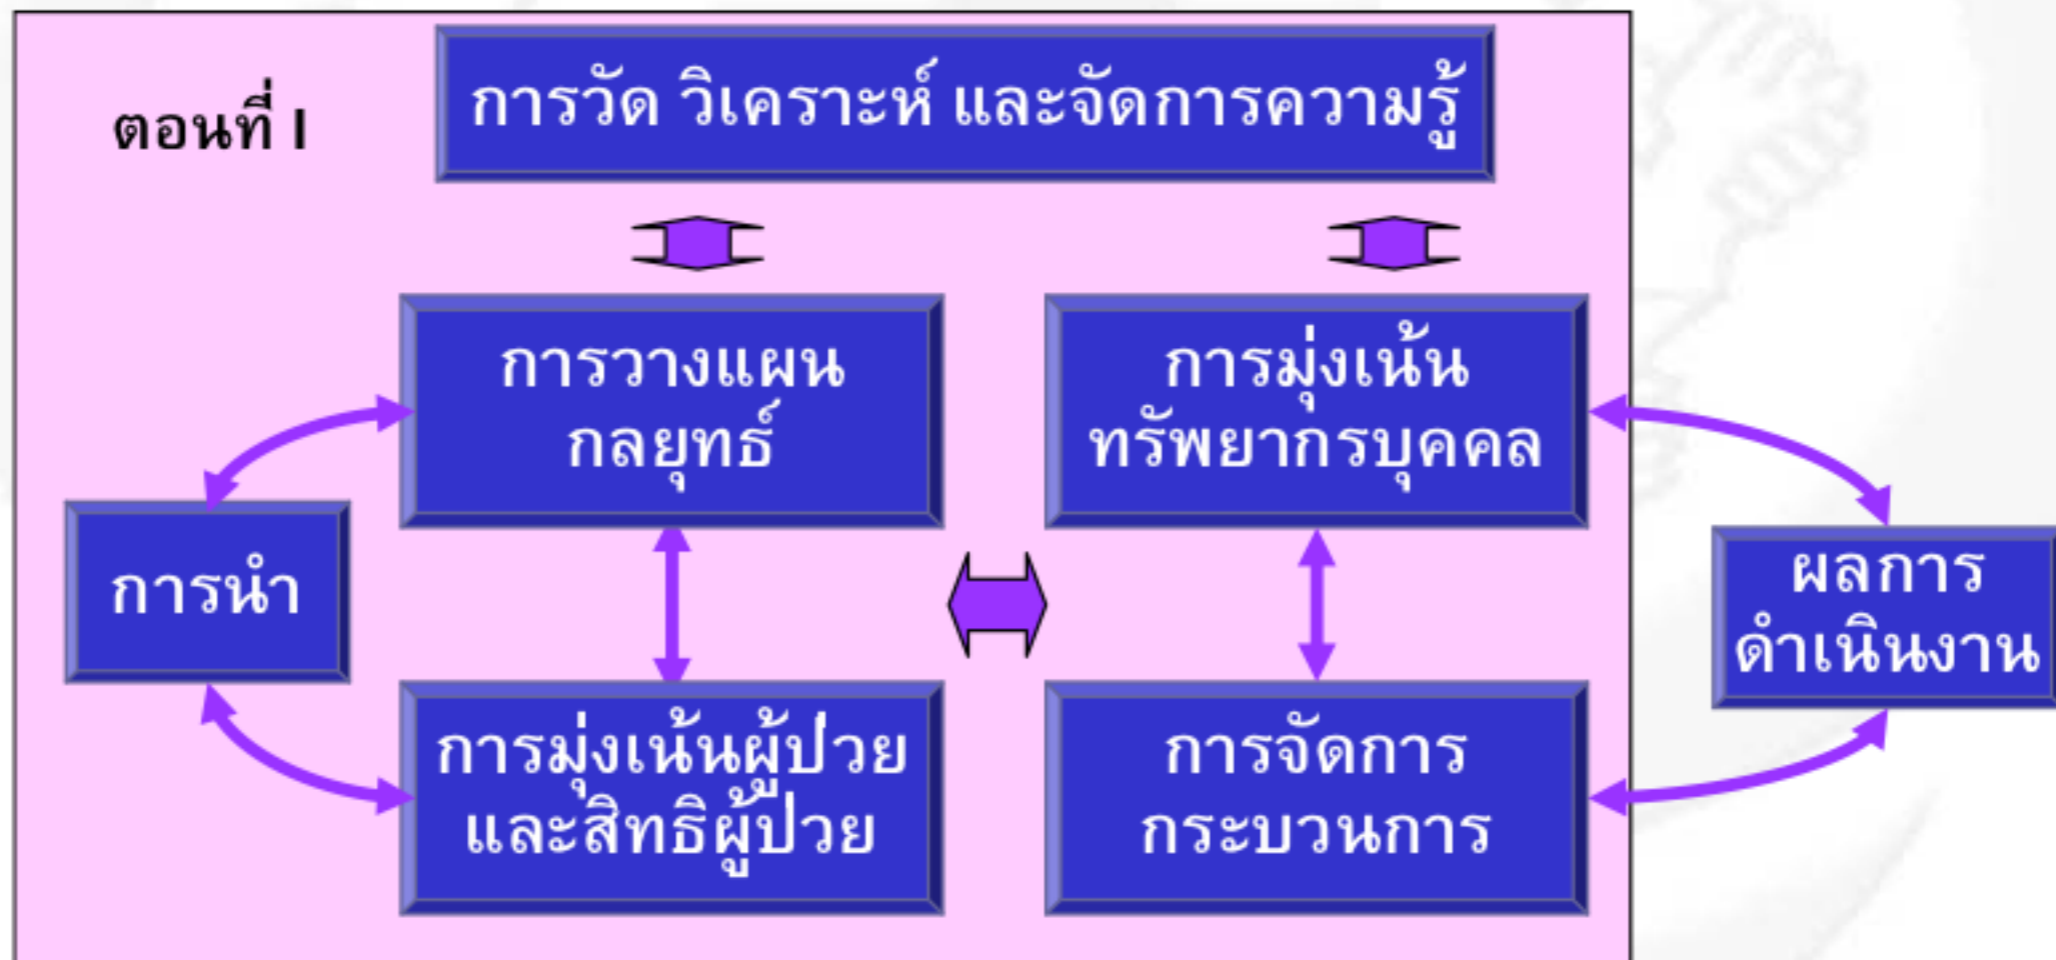 ตอนที่ I
การวัด วิเคราะห์ และจัดการความรู้
การวางแผน
กลยุทธ์
การมุ่งเน้น
ทรัพยากรบุคคล
การนำ
ผลการ
ดำเนินงาน
การมุ่งเน้นผู้ป่วย
และสิทธิผู้ป่วย
การจัดการ
กระบวนการ